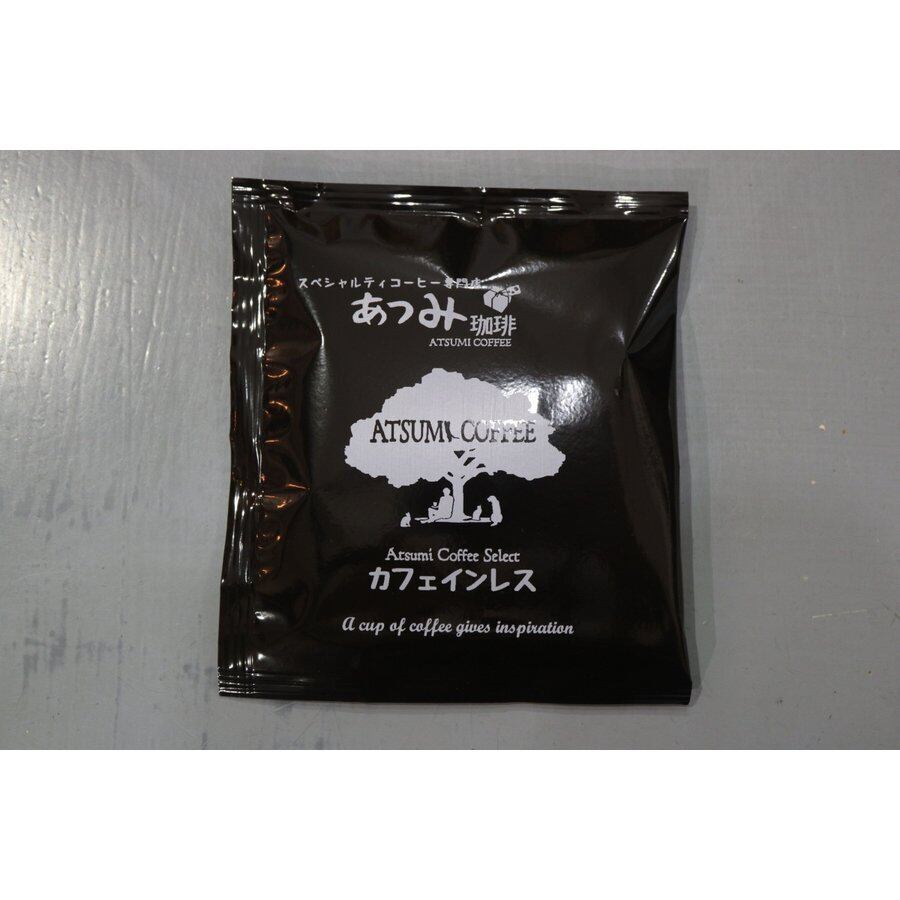 スペシャルティコーヒー専門店
あつみ珈琲
ATSUMI COFFEE
ATSUMI COFFEE
Atsumi Coffee Select
カフェインレス
A cup of coffee gives inspiration